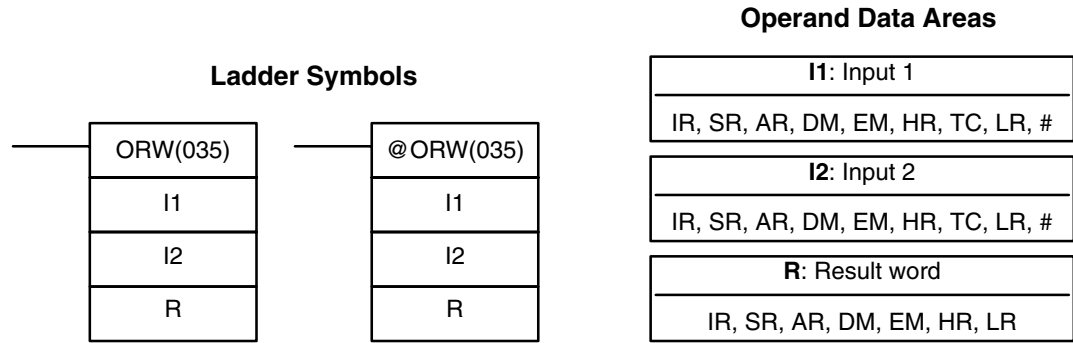 Ladder Symbols
ORW(035)
I1
I2
R
@ORW(035)
I1
I2
R
Operand Data Areas
I1: Input 1
IR, SR, AR, DM, EM, HR, TC, LR, #
I2: Input 2
IR, SR, AR, DM, EM, HR, TC, LR, #
R: Result word
IR, SR, AR, DM, EM, HR, LR